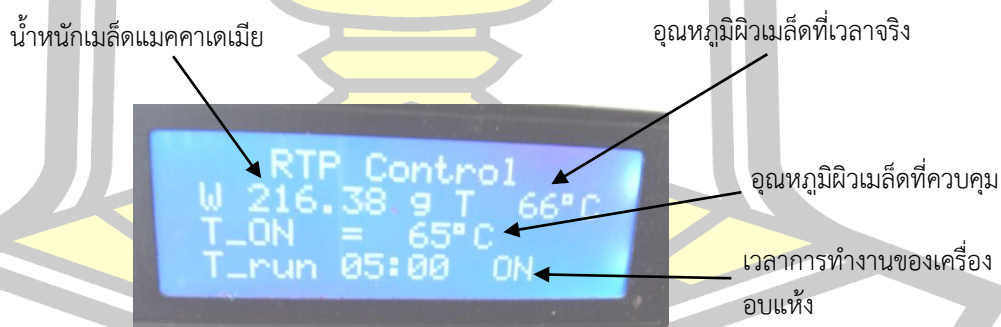 น้ำหนักเมล็ดแมคคาเดเมีย
อุณหภูมิผิวเมล็ดที่เวลาจริง
RTP Control
W 216.38 g T 66°C
T_ON = 65°C
T_run 05:00 ON
อุณหภูมิผิวเมล็ดที่ควบคุม
เวลาการทำงานของเครื่อง
อบแห้ง